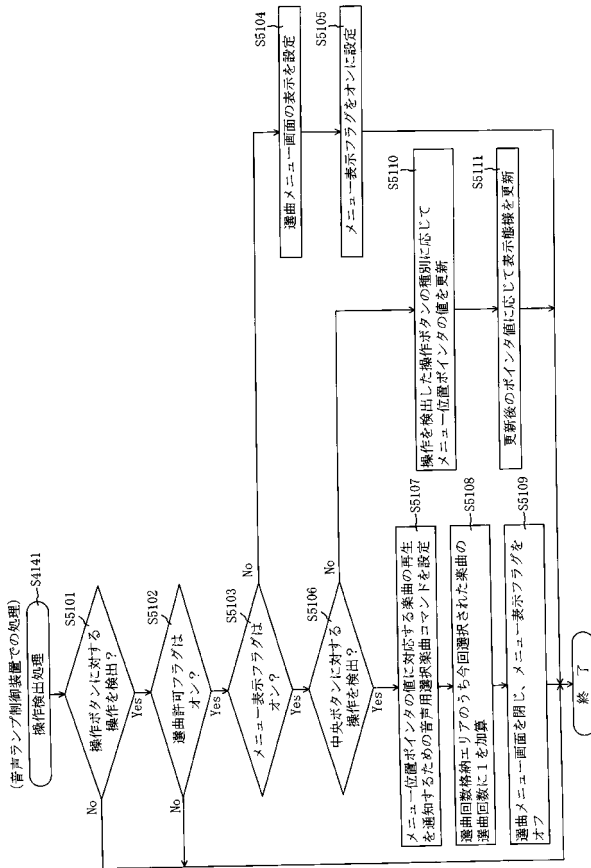 (音声ランプ制御装置での処理)
操作検出処理
S4141
操作ボタンに対する
操作を検出?
S5101
No
Yes
選曲許可フラグは
オン?
S5102
No
Yes
メニュー表示フラグは
オン?
S5103
No
Yes
選曲メニュー画面の表示を設定
S5104
メニュー表示フラグをオンに設定
S5105
中央ボタンに対する
操作を検出?
S5106
No
Yes
メニュー位置ポインタの値に対応する楽曲の再生
を通知するための音声用選択楽曲コマンドを設定
S5107
選曲回数格納エリアのうち今回選択された楽曲の
選曲回数に1を加算
S5108
選曲メニュー画面を閉じ、メニュー表示フラグを
オフ
S5109
操作を検出した操作ボタンの種別に応じて
メニュー位置ポインタの値を更新
S5110
更新後のポインタ値に応じて表示態様を更新
S5111
終 了